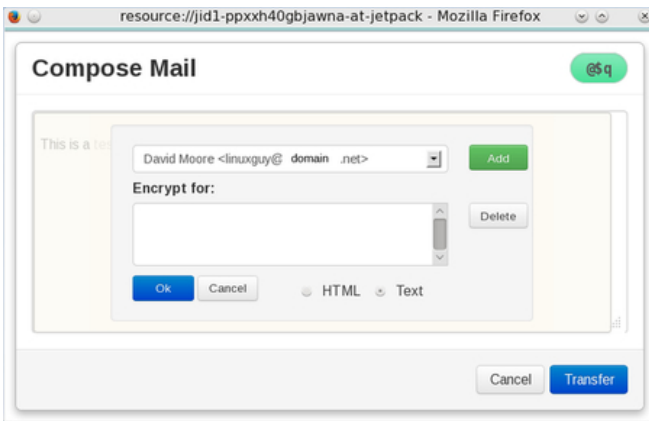 resource://jid1-ppxxh40gbjawna-at-jetpack - Mozilla Firefox
Compose Mail
@$q
This is a tes
David Moore <linuxguy@ domain .net>
Add
Encrypt for:
Delete
Ok Cancel HTML Text
Cancel Transfer